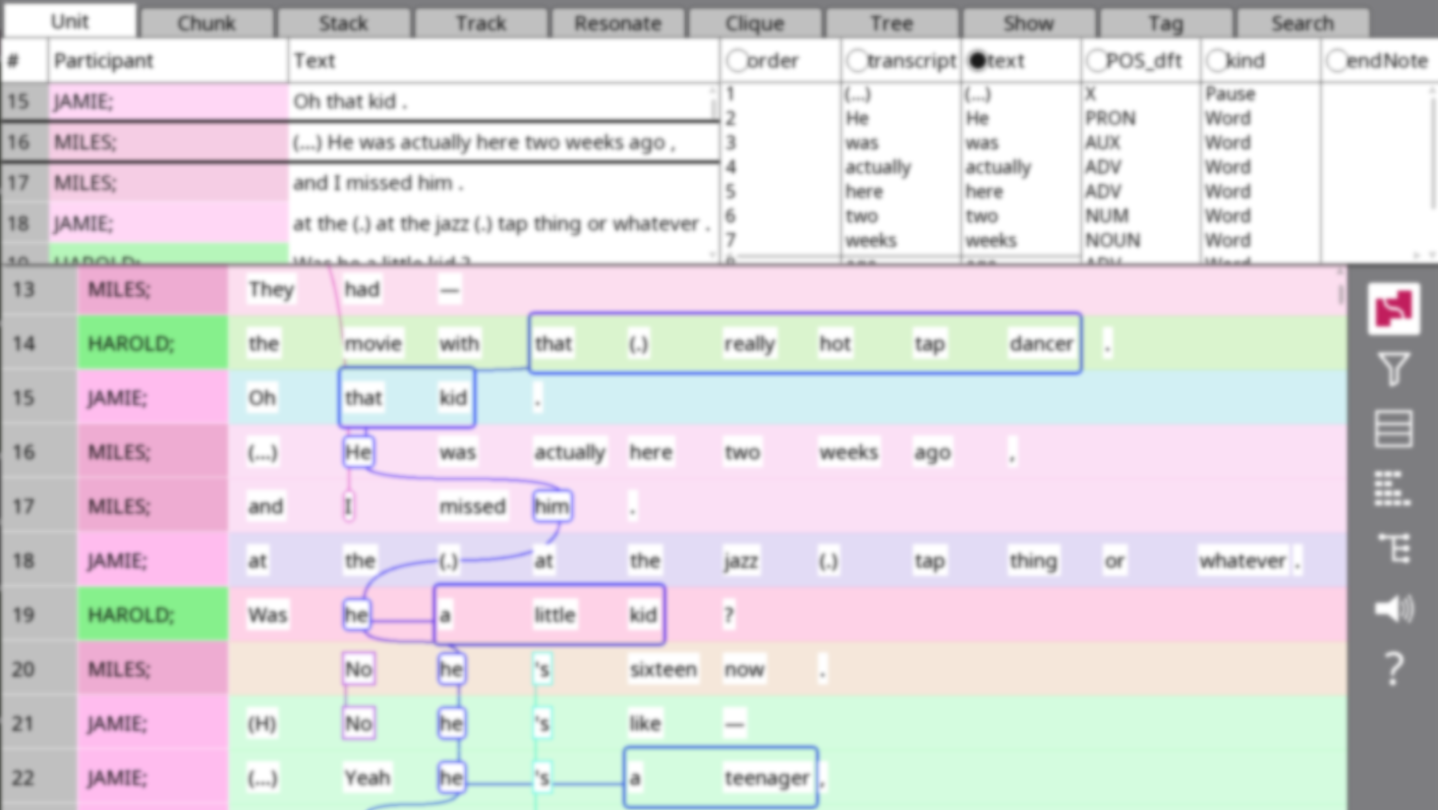 Unit Chunk Stack Track Resonate Clique Tree Show Tag Search
# Participant Text order transcript text POS_dft kind endNote
15 JAMIE; Oh that kid .
16 MILES; (...) He was actually here two weeks ago ,
17 MILES; and I missed him .
18 JAMIE; at the (.) at the jazz (.) tap thing or whatever .
19 HAROLD; Was he a little kid ?
1 (...) (...) X Pause
2 He He PRON Word
3 was was AUX Word
4 actually actually ADV Word
5 here here ADV Word
6 two two NUM Word
7 weeks weeks NOUN Word
8 ago ago ADV Word
13 MILES; They had —
14 HAROLD; the movie with that (.) really hot tap dancer .
15 JAMIE; Oh that kid .
16 MILES; (...) He was actually here two weeks ago ,
17 MILES; and I missed him .
18 JAMIE; at the (.) at the jazz (.) tap thing or whatever .
19 HAROLD; Was he a little kid ?
20 MILES; No he 's sixteen now .
21 JAMIE; (H) No he 's like —
22 JAMIE; (...) Yeah he 's a teenager ,
?